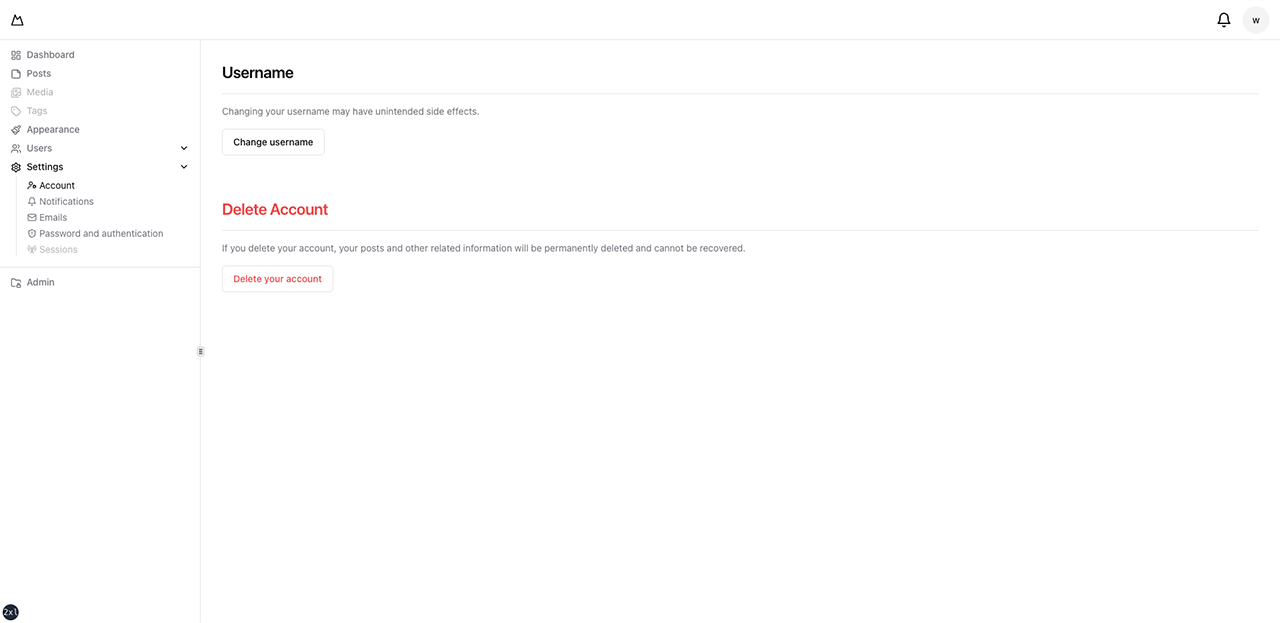 W
Dashboard
Posts
Media
Tags
Appearance
Users
Settings
Account
Notifications
Emails
Password and authentication
Sessions
Admin
Username
Changing your username may have unintended side effects.
Change username
Delete Account
If you delete your account, your posts and other related information will be permanently deleted and cannot be recovered.
Delete your account
2xl